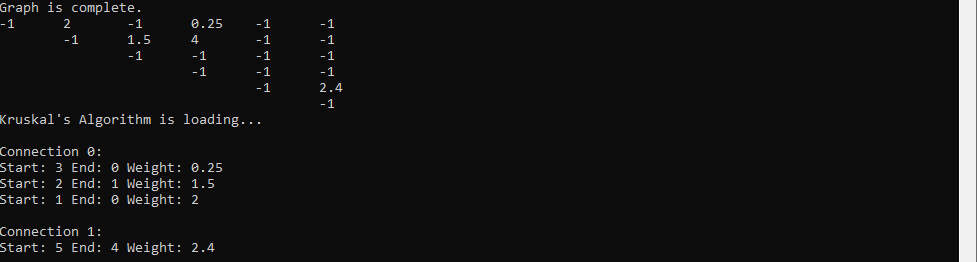 Graph is complete.
-1 2 -1 0.25 -1 -1
-1 1.5 4 -1 -1
-1 -1 -1 -1
-1 -1 -1
-1 2.4
-1
Kruskal's Algorithm is loading...
Connection 0:
Start: 3 End: 0 Weight: 0.25
Start: 2 End: 1 Weight: 1.5
Start: 1 End: 0 Weight: 2
Connection 1:
Start: 5 End: 4 Weight: 2.4